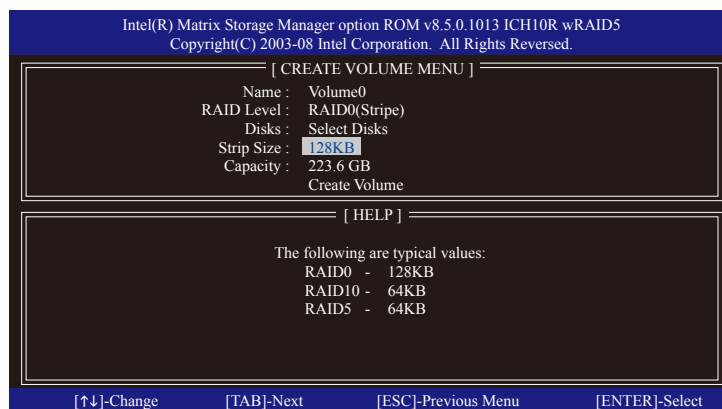 Intel(R) Matrix Storage Manager option ROM v8.5.0.1013 ICH10R wRAID5
Copyright(C) 2003-08 Intel Corporation.  All Rights Reversed.
[ CREATE VOLUME MENU ]
Name :   Volume0
RAID Level :   RAID0(Stripe)
Disks :   Select Disks
Strip Size :   128KB
Capacity :   223.6 GB
Create Volume
[ HELP ]
The following are typical values:
RAID0   -   128KB
RAID10 -   64KB
RAID5   -   64KB
[↑↓]-Change   [TAB]-Next   [ESC]-Previous Menu   [ENTER]-Select